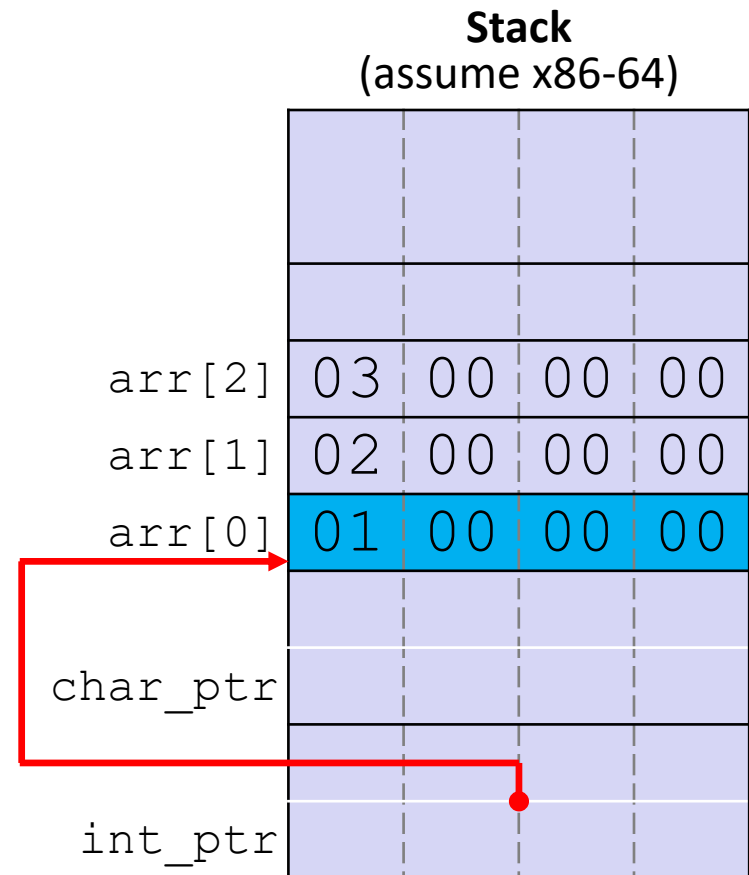 Stack
(assume x86-64)
arr[2] 03 00 00 00
arr[1] 02 00 00 00
arr[0] 01 00 00 00
char_ptr
int_ptr